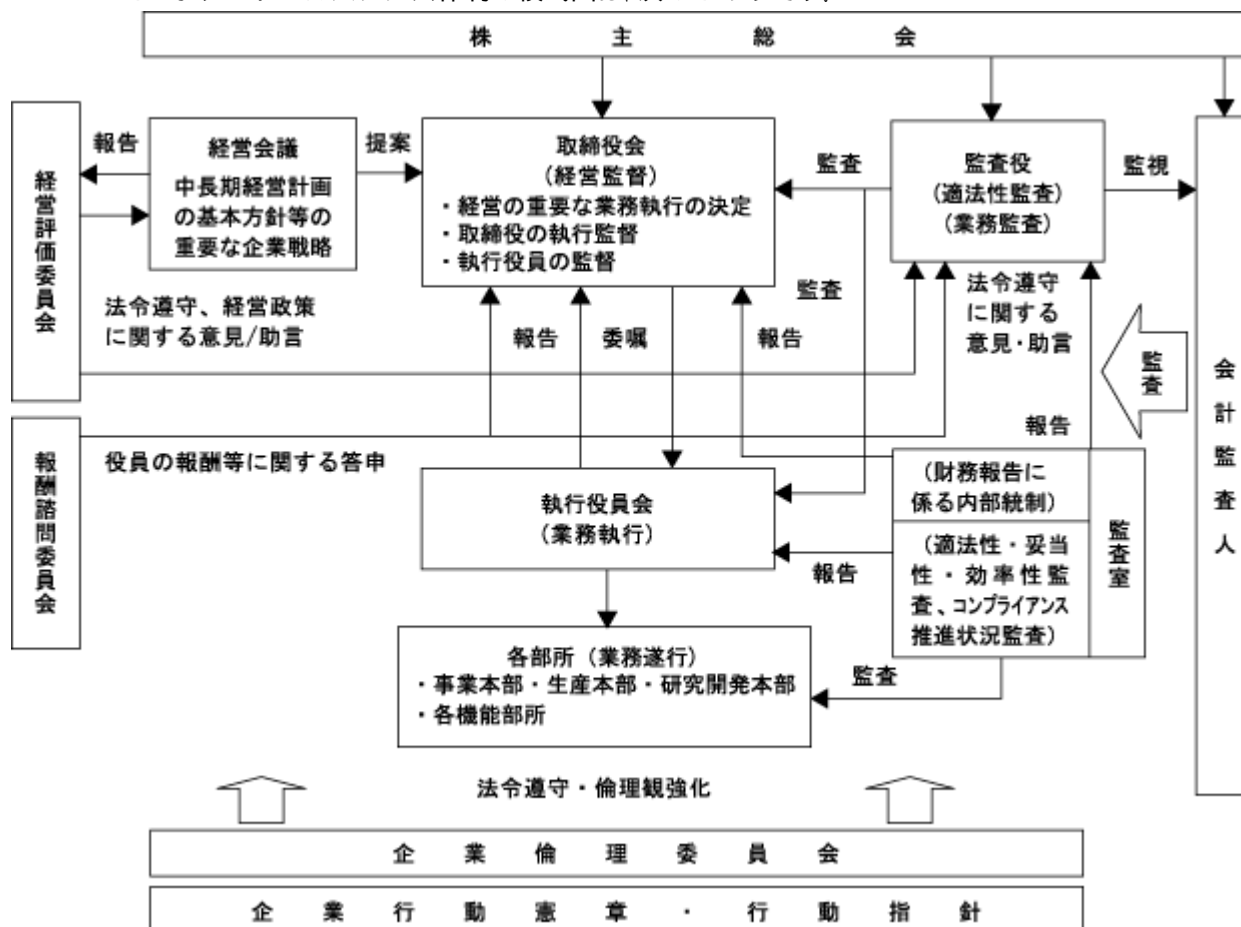 株主総会
報告
経営会議
中長期経営計画
の基本方針等の
重要な企業戦略
提案
取締役会
(経営監督)
・経営の重要な業務執行の決定
・取締役の執行監督
・執行役員の監督
監査
監査役
(適法性監査)
(業務監査)
監視
経営評価委員会
法令遵守、経営政策
に関する意見/助言
報告
委嘱
報告
監査
法令遵守
に関する
意見・助言
監査
会計監査人
報酬諮問委員会
役員の報酬等に関する答申
報告
執行役員会
(業務執行)
(財務報告に
係る内部統制)
(適法性・妥当
性・効率性監
査、コンプライアンス
推進状況監査)
監査室
報告
各部所(業務遂行)
・事業本部・生産本部・研究開発本部
・各機能部所
監査
法令遵守・倫理観強化
企業倫理委員会
企業行動憲章・行動指針